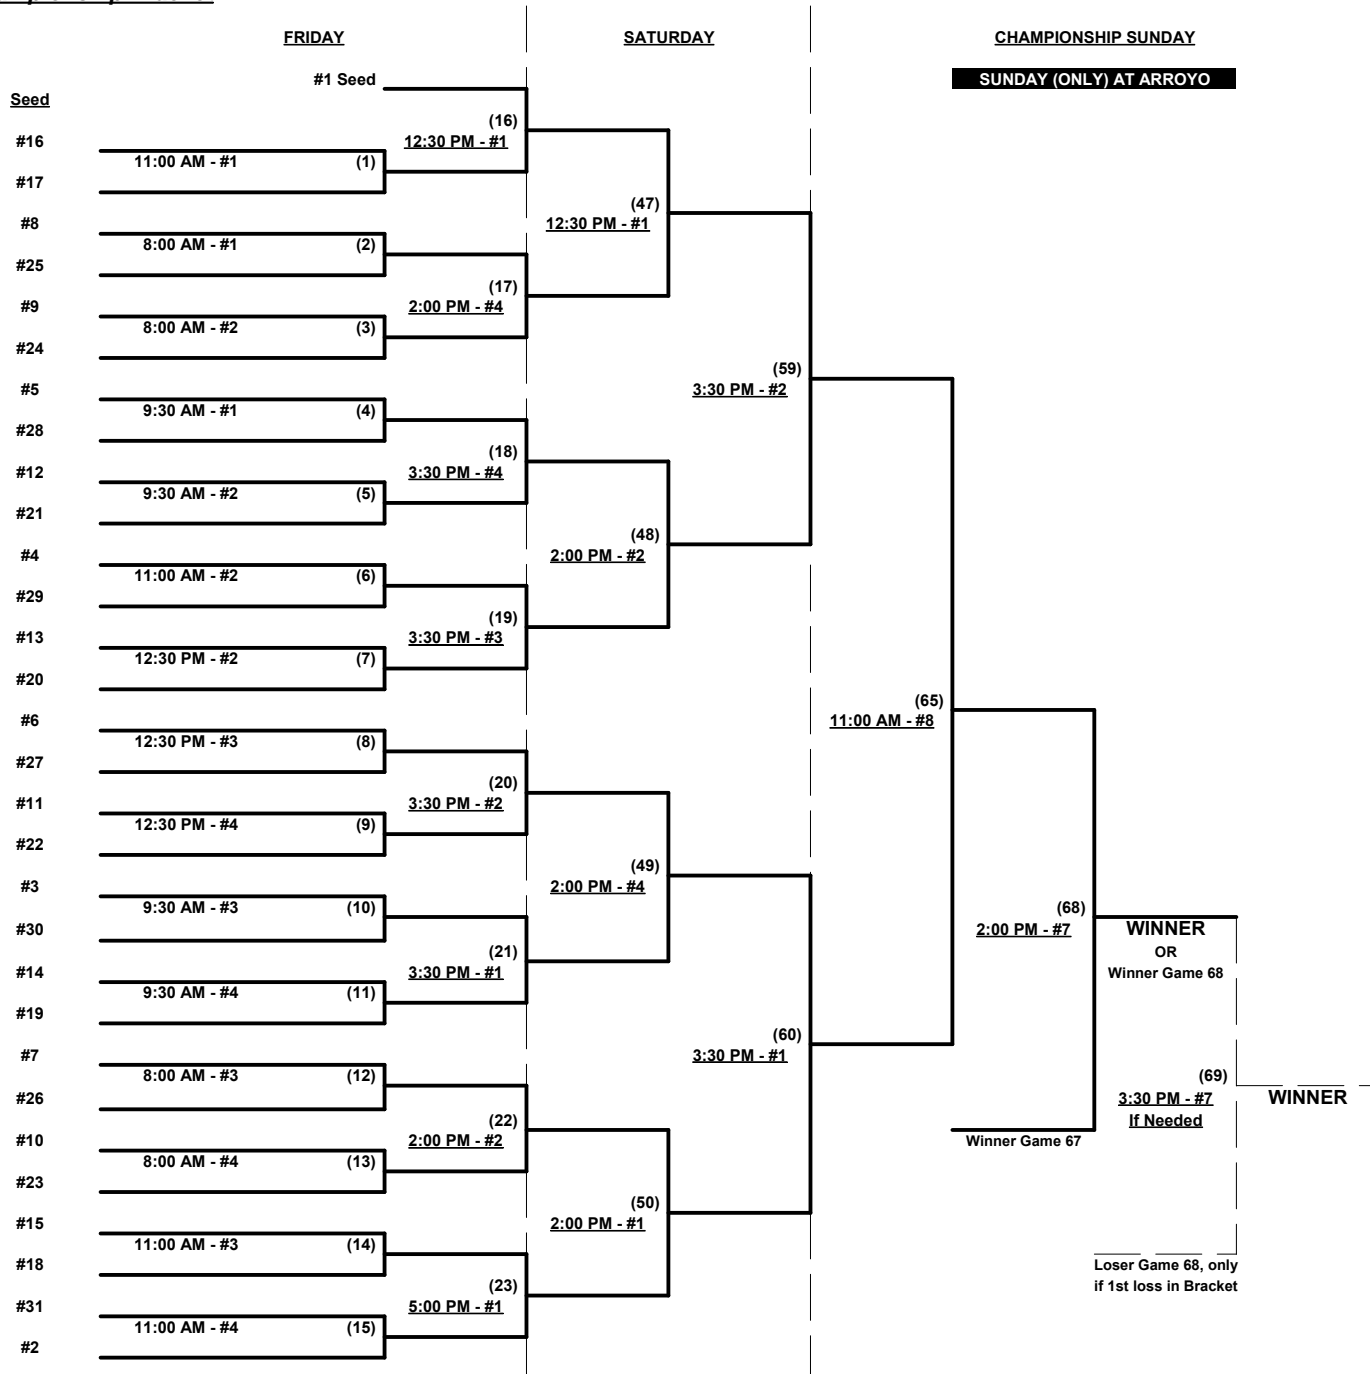 FRIDAY
SATURDAY
CHAMPIONSHIP SUNDAY
#1 Seed
SUNDAY (ONLY) AT ARROYO
Seed
(16)
#16
12:30 PM - #1
11:00 AM - #1 (1)
#17
(47)
#8
12:30 PM - #1
8:00 AM - #1 (2)
#25
(17)
#9
2:00 PM - #4
8:00 AM - #2 (3)
#24
(59)
#5
3:30 PM - #2
9:30 AM - #1 (4)
#28
(18)
#12
3:30 PM - #4
9:30 AM - #2 (5)
#21
(48)
#4
2:00 PM - #2
11:00 AM - #2 (6)
#29
(19)
#13
3:30 PM - #3
12:30 PM - #2 (7)
#20
(65)
#6
11:00 AM - #8
12:30 PM - #3 (8)
#27
(20)
#11
3:30 PM - #2
12:30 PM - #4 (9)
#22
(49)
#3
2:00 PM - #4
9:30 AM - #3 (10)
(68)
#30
2:00 PM - #7
WINNER
OR
(21)
#14
3:30 PM - #1
Winner Game 68
9:30 AM - #4 (11)
#19
(60)
#7
3:30 PM - #1
8:00 AM - #3 (12)
(69)
#26
3:30 PM - #7
WINNER
If Needed
(22)
#10
2:00 PM - #2
Winner Game 67
8:00 AM - #4 (13)
#23
(50)
#15
2:00 PM - #1
11:00 AM - #3 (14)
#18
Loser Game 68, only
if 1st loss in Bracket
(23)
#31
5:00 PM - #1
11:00 AM - #4 (15)
#2